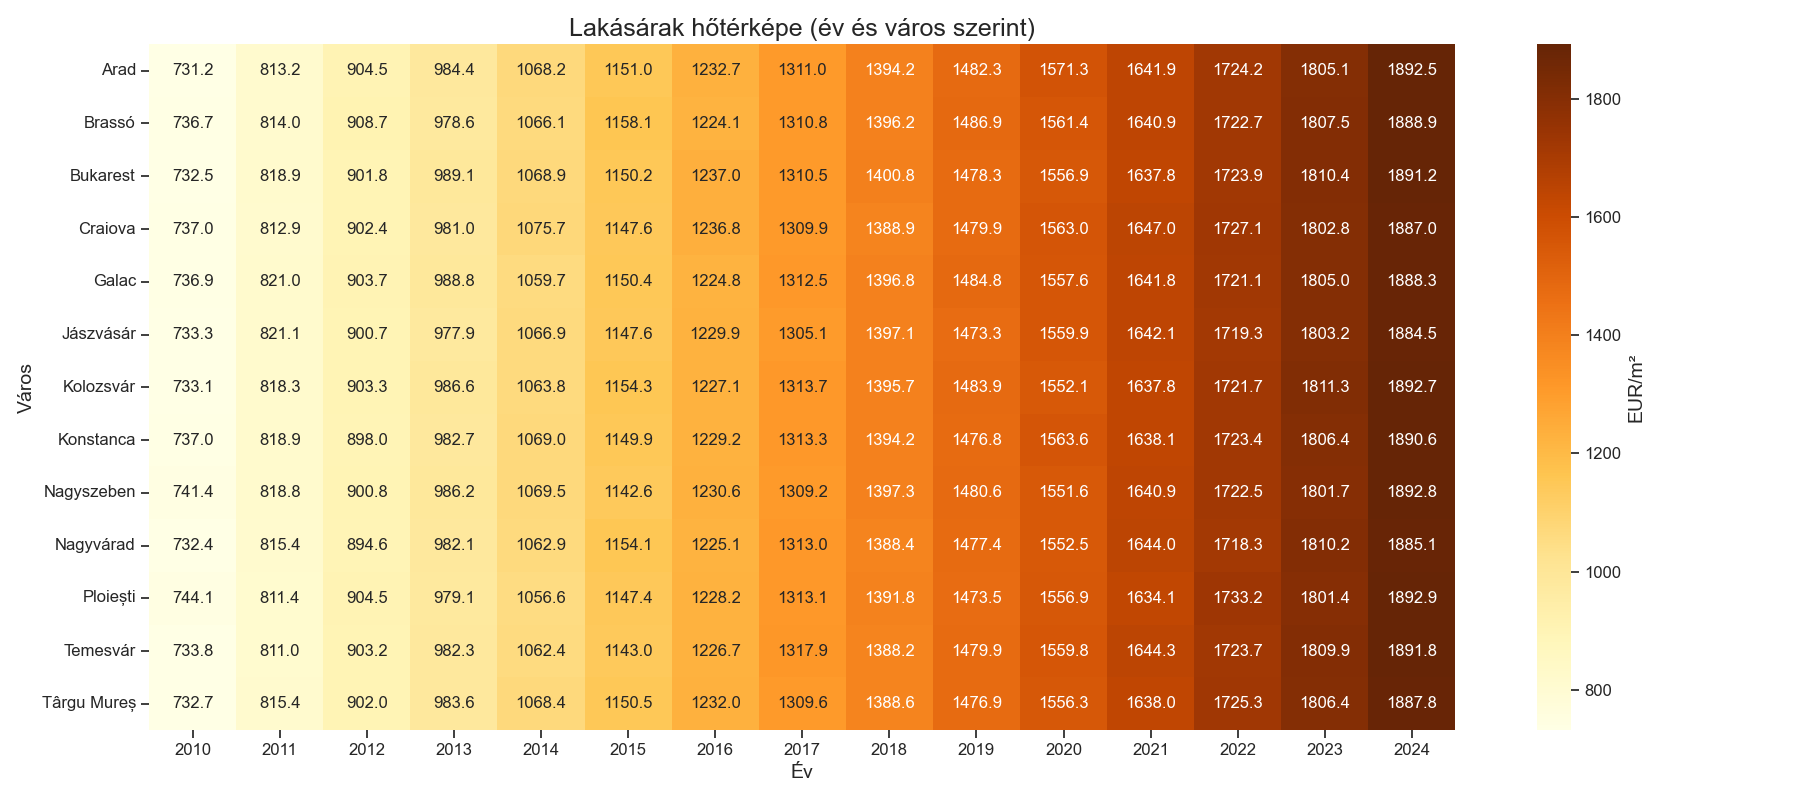 Lakásárak hőtérképe (év és város szerint)
Város
Arad 731.2 813.2 904.5 984.4 1068.2 1151.0 1232.7 1311.0 1394.2 1482.3 1571.3 1641.9 1724.2 1805.1 1892.5
Brassó 736.7 814.0 908.7 978.6 1066.1 1158.1 1224.1 1310.8 1396.2 1486.9 1561.4 1640.9 1722.7 1807.5 1888.9
Bukarest 732.5 818.9 901.8 989.1 1068.9 1150.2 1237.0 1310.5 1400.8 1478.3 1556.9 1637.8 1723.9 1810.4 1891.2
Craiova 737.0 812.9 902.4 981.0 1075.7 1147.6 1236.8 1309.9 1388.9 1479.9 1563.0 1647.0 1727.1 1802.8 1887.0
Galac 736.9 821.0 903.7 988.8 1059.7 1150.4 1224.8 1312.5 1396.8 1484.8 1557.6 1641.8 1721.1 1805.0 1888.3
Jászvásár 733.3 821.1 900.7 977.9 1066.9 1147.6 1229.9 1305.1 1397.1 1473.3 1559.9 1642.1 1719.3 1803.2 1884.5
Kolozsvár 733.1 818.3 903.3 986.6 1063.8 1154.3 1227.1 1313.7 1395.7 1483.9 1552.1 1637.8 1721.7 1811.3 1892.7
Konstanca 737.0 818.9 898.0 982.7 1069.0 1149.9 1229.2 1313.3 1394.2 1476.8 1563.6 1638.1 1723.4 1806.4 1890.6
Nagyszeben 741.4 818.8 900.8 986.2 1069.5 1142.6 1230.6 1309.2 1397.3 1480.6 1551.6 1640.9 1722.5 1801.7 1892.8
Nagyvárad 732.4 815.4 894.6 982.1 1062.9 1154.1 1225.1 1313.0 1388.4 1477.4 1552.5 1644.0 1718.3 1810.2 1885.1
Ploiești 744.1 811.4 904.5 979.1 1056.6 1147.4 1228.2 1313.1 1391.8 1473.5 1556.9 1634.1 1733.2 1801.4 1892.9
Temesvár 733.8 811.0 903.2 982.3 1062.4 1143.0 1226.7 1317.9 1388.2 1479.9 1559.8 1644.3 1723.7 1809.9 1891.8
Târgu Mureș 732.7 815.4 902.0 983.6 1068.4 1150.5 1232.0 1309.6 1388.6 1476.9 1556.3 1638.0 1725.3 1806.4 1887.8
2010 2011 2012 2013 2014 2015 2016 2017 2018 2019 2020 2021 2022 2023 2024
Év
1800
1600
1400
1200
1000
800
EUR/m²